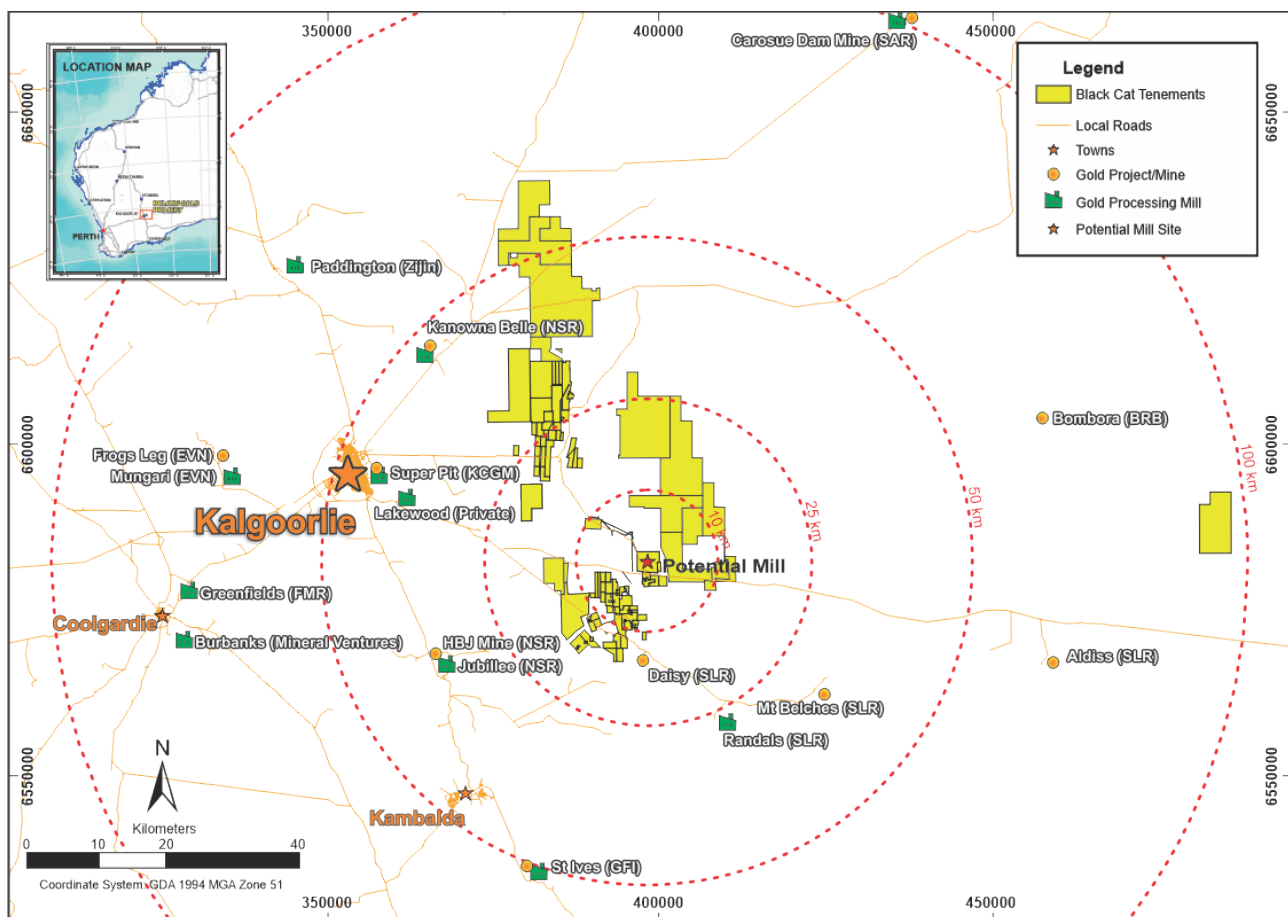 350000
400000
450000
LOCATION MAP
PERTH
Carosue Dam Mine (SAR)
Legend
Black Cat Tenements
Local Roads
Towns
Gold Project/Mine
Gold Processing Mill
Potential Mill Site
6650000
6650000
Paddington (Zijin)
Kanowna Belle (NSR)
Bombora (BRB)
6600000
6600000
Frogs Leg (EVN)
Mungari (EVN)
Super Pit (KCGM)
Lakewood (Private)
Kalgoorlie
100 km
50 km
25 km
10 km
Potential Mill
Greenfields (FMR)
Coolgardie
Burbanks (Mineral Ventures)
HBJ Mine (NSR)
Jubillee (NSR)
Daisy (SLR)
Aldiss (SLR)
Mt Belches (SLR)
Randals (SLR)
N
Kilometers
0 10 20 40
Coordinate System: GDA 1994 MGA Zone 51
6550000
6550000
Kambalda
St Ives (GFI)
350000
400000
450000